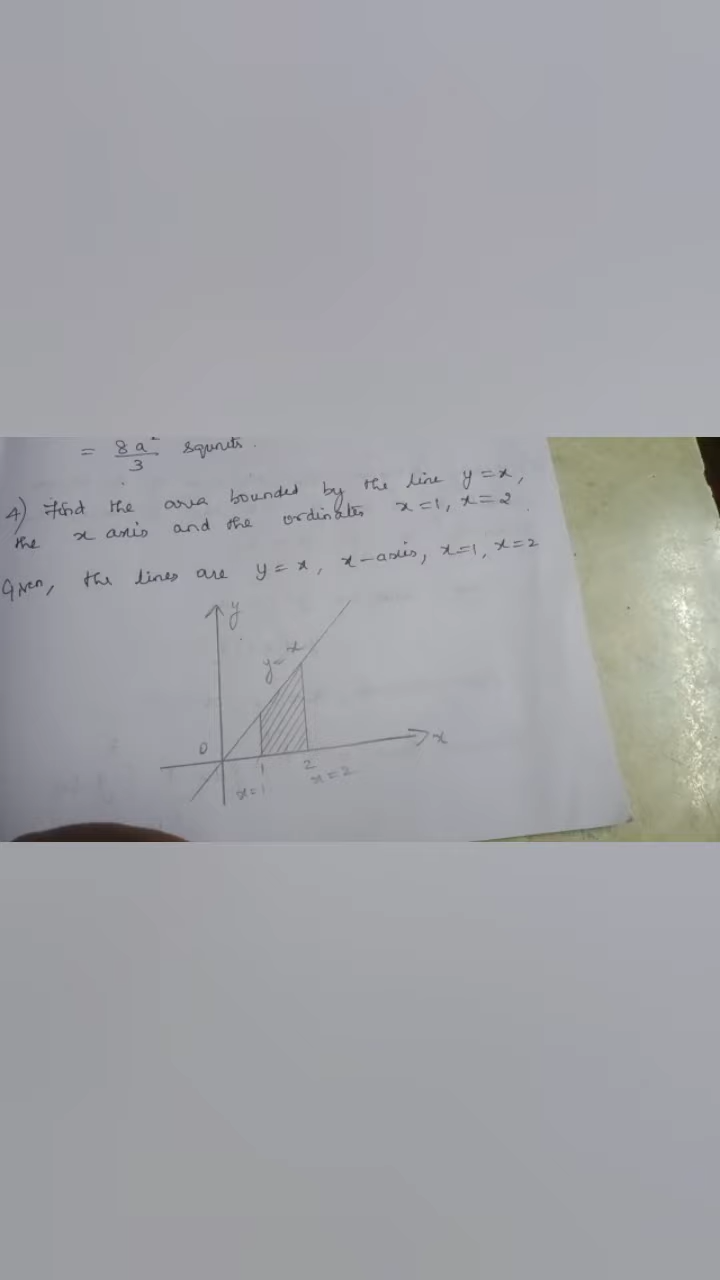 = 8a²/3 squnits.
4) Find the area bounded by the line y = x,
the x axis and the ordinates x = 1, x = 2.
Given, the lines are y = x, x-axis, x=1, x=2
y
y = x
0
1
2
x
x=1
x=2